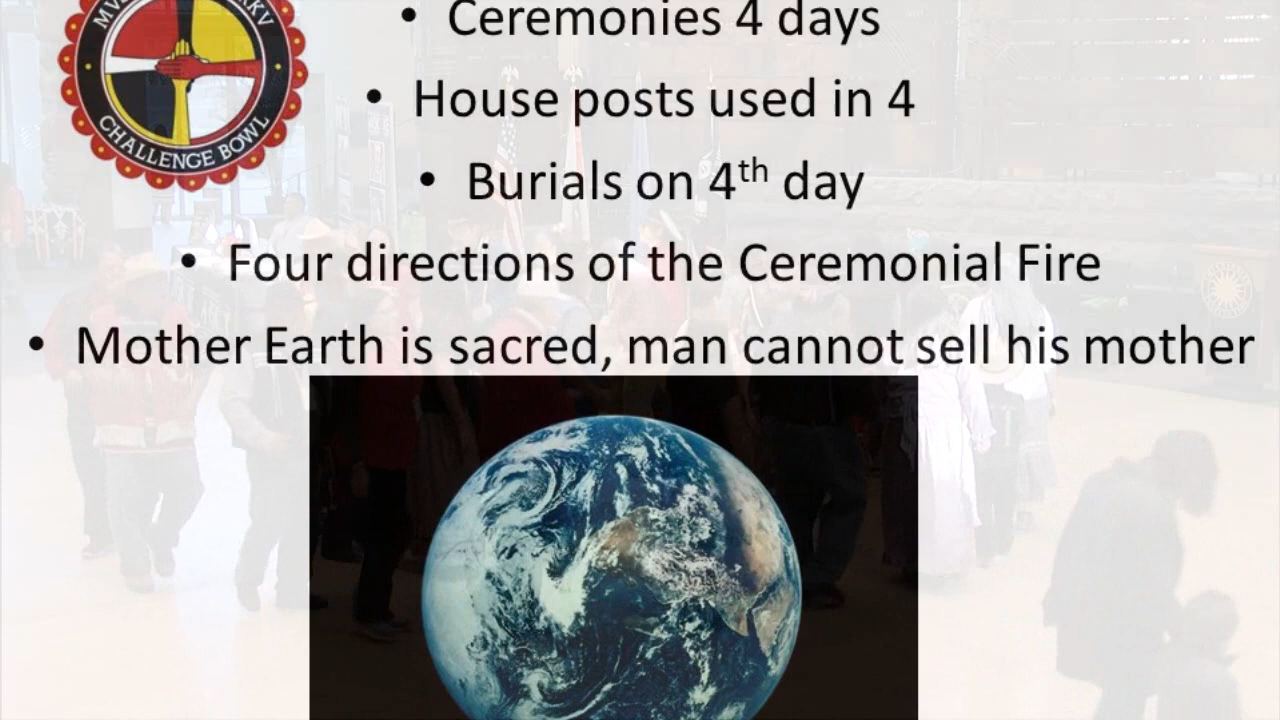 Ceremonies 4 days
House posts used in 4
Burials on 4th day
Four directions of the Ceremonial Fire
Mother Earth is sacred, man cannot sell his mother
CHALLENGE BOWL